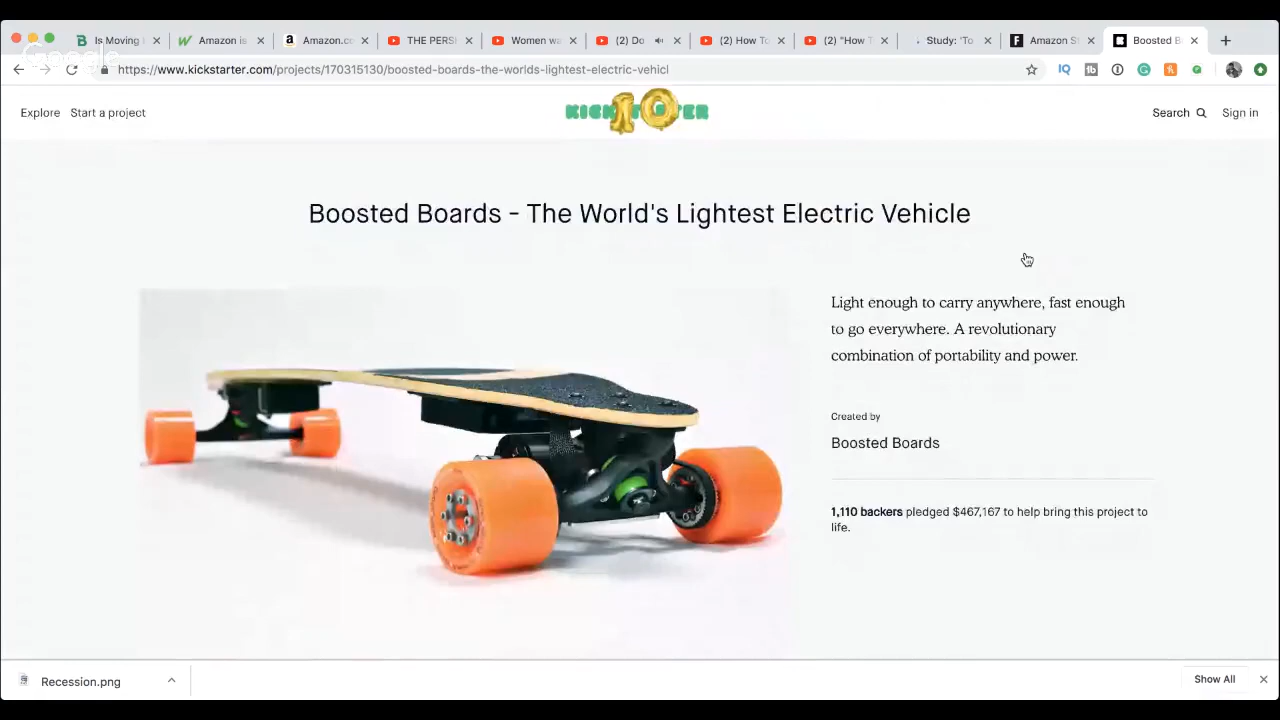 Is Moving
Amazon is
Amazon.co
THE PERS
Women wa
(2) Do
(2) How To
(2) "How T
Study: 'To
Amazon S
Boosted B
Google
https://www.kickstarter.com/projects/170315130/boosted-boards-the-worlds-lightest-electric-vehicl
Explore
Start a project
KICKSTARTER
10
Search
Sign in
Boosted Boards - The World's Lightest Electric Vehicle
Light enough to carry anywhere, fast enough
to go everywhere. A revolutionary
combination of portability and power.
Created by
Boosted Boards
1,110 backers pledged $467,167 to help bring this project to
life.
Recession.png
Show All